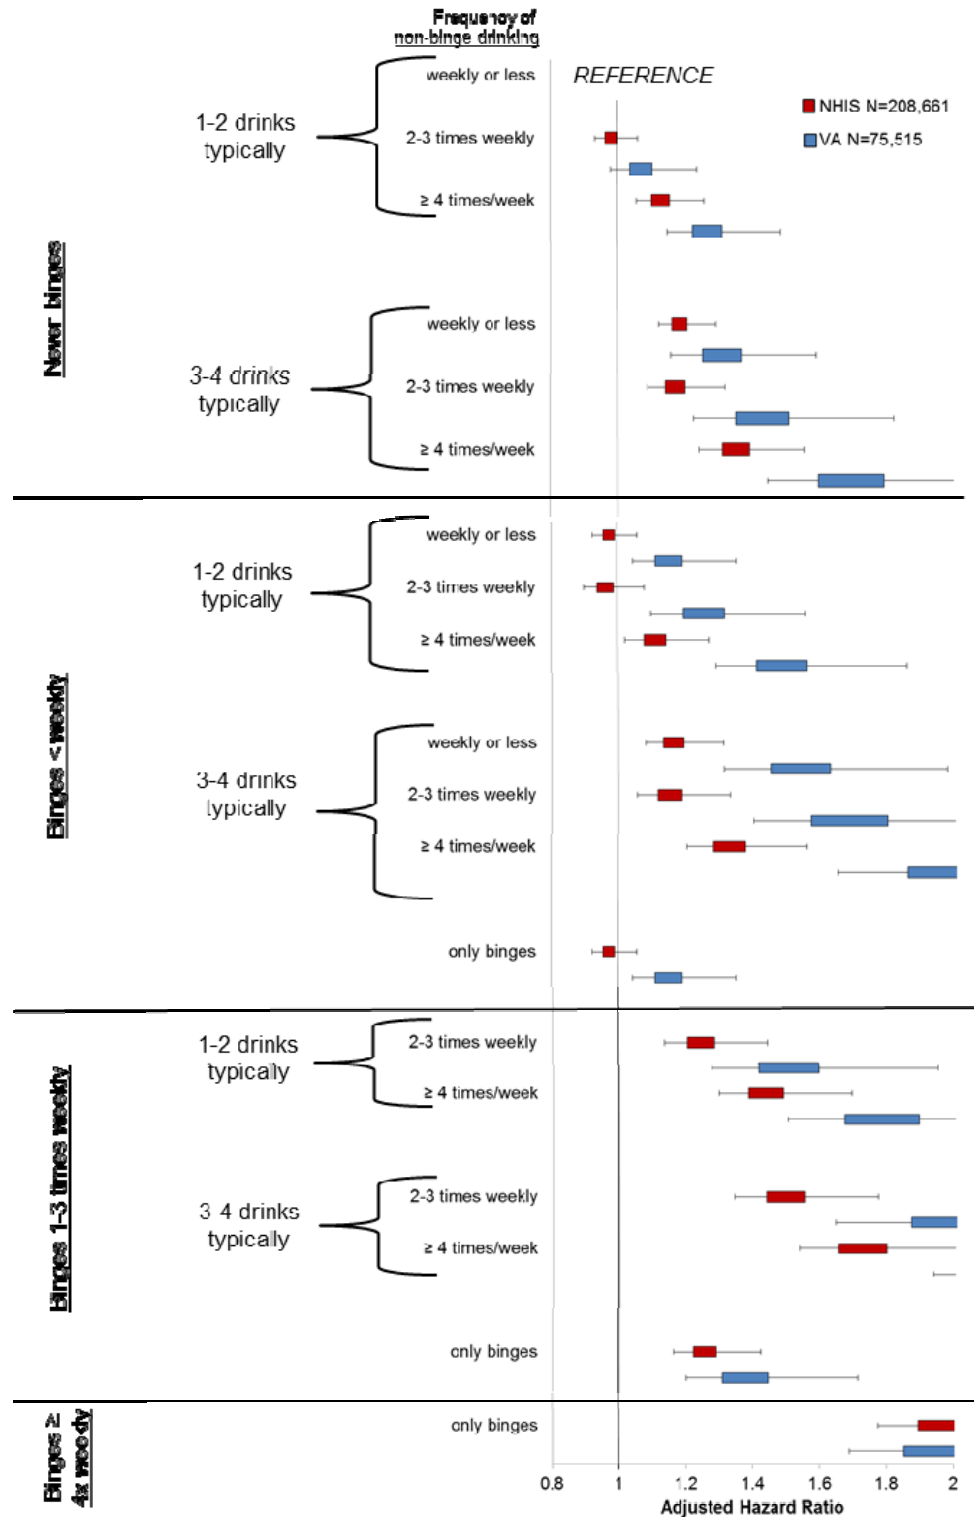 Frequency of
non-binge drinking
weekly or less
REFERENCE
NHIS N=208,661
VA N=75,515
1-2 drinks
typically
2-3 times weekly
≥ 4 times/week
Never binges
weekly or less
3-4 drinks
typically
2-3 times weekly
≥ 4 times/week
weekly or less
1-2 drinks
typically
2-3 times weekly
≥ 4 times/week
Binges < weekly
weekly or less
3-4 drinks
typically
2-3 times weekly
≥ 4 times/week
only binges
1-2 drinks
typically
2-3 times weekly
≥ 4 times/week
Binges 1-3 times weekly
3-4 drinks
typically
2-3 times weekly
≥ 4 times/week
only binges
Binges ≥
4x weekly
only binges
0.8 1 1.2 1.4 1.6 1.8 2
Adjusted Hazard Ratio